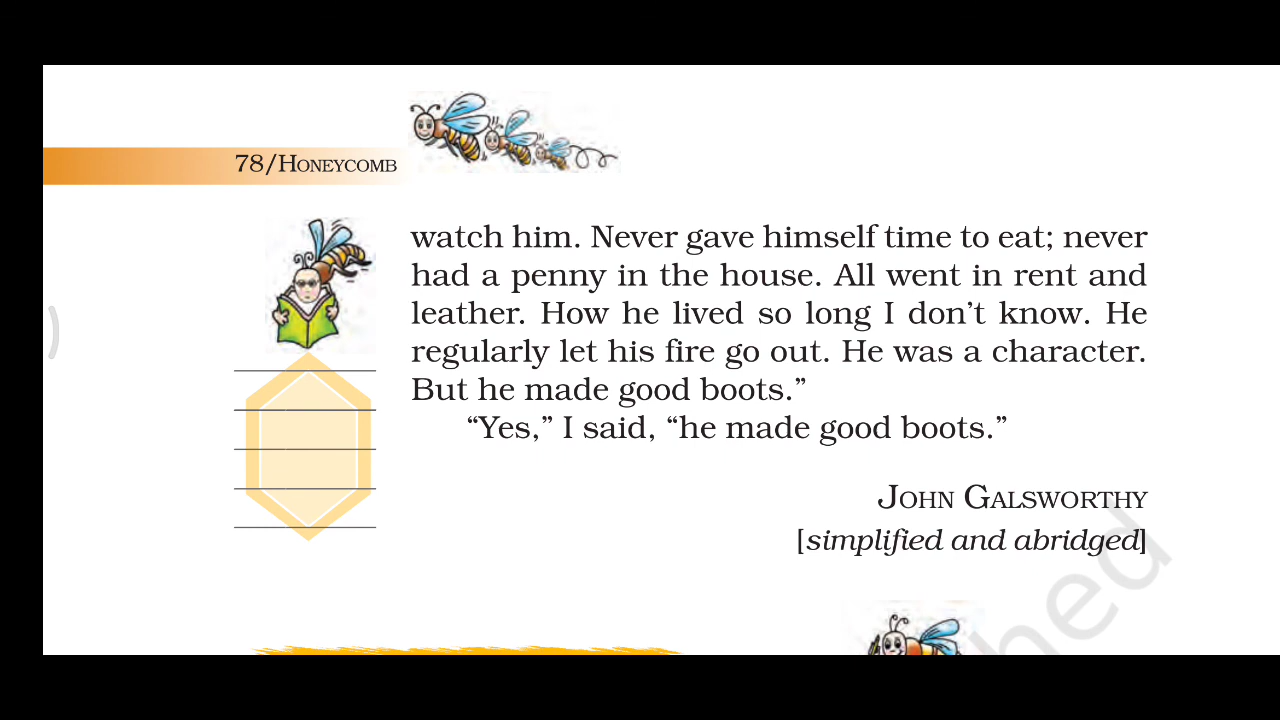 78/HONEYCOMB
watch him. Never gave himself time to eat; never
had a penny in the house. All went in rent and
leather. How he lived so long I don’t know. He
regularly let his fire go out. He was a character.
But he made good boots.”
“Yes,” I said, “he made good boots.”
JOHN GALSWORTHY
[simplified and abridged]